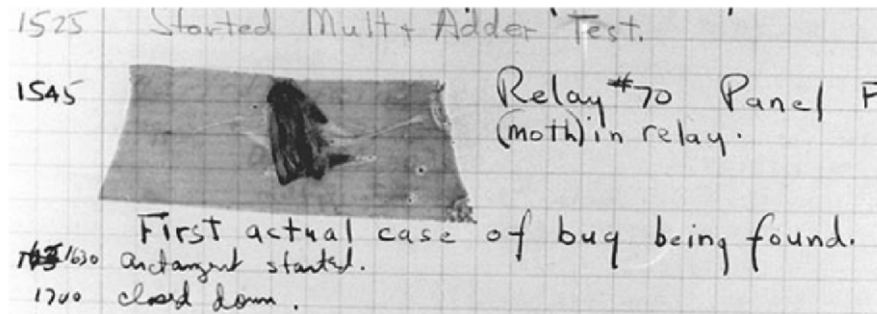 1525 Started Mult + Adder Test.
1545 Relay #70 Panel F
(moth) in relay.
First actual case of bug being found.
1630 arctangent started.
1700 closed down.